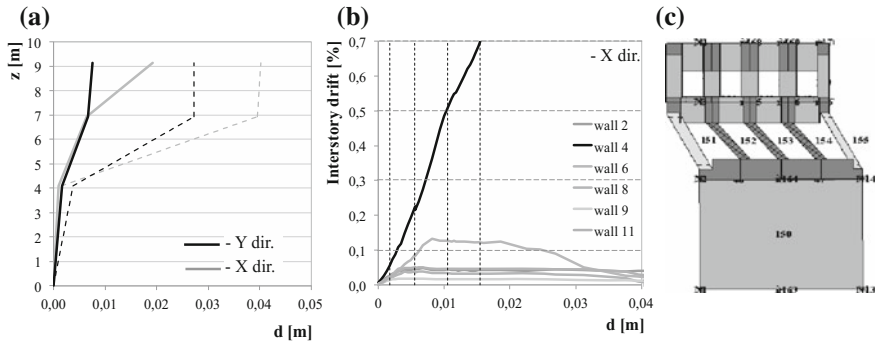 (a)
z [m]
10
9
8
7
6
5
4
3
2
1
0
- Y dir.
- X dir.
0,00 0,01 0,02 0,03 0,04 0,05
d [m]
(b)
Interstory drift [%]
0,7
0,6
0,5
0,4
0,3
0,2
0,1
0,0
- X dir.
wall 2
wall 4
wall 6
wall 8
wall 9
wall 11
0 0,01 0,02 0,03 0,04
d [m]
(c)
151 152 153 154 155
150